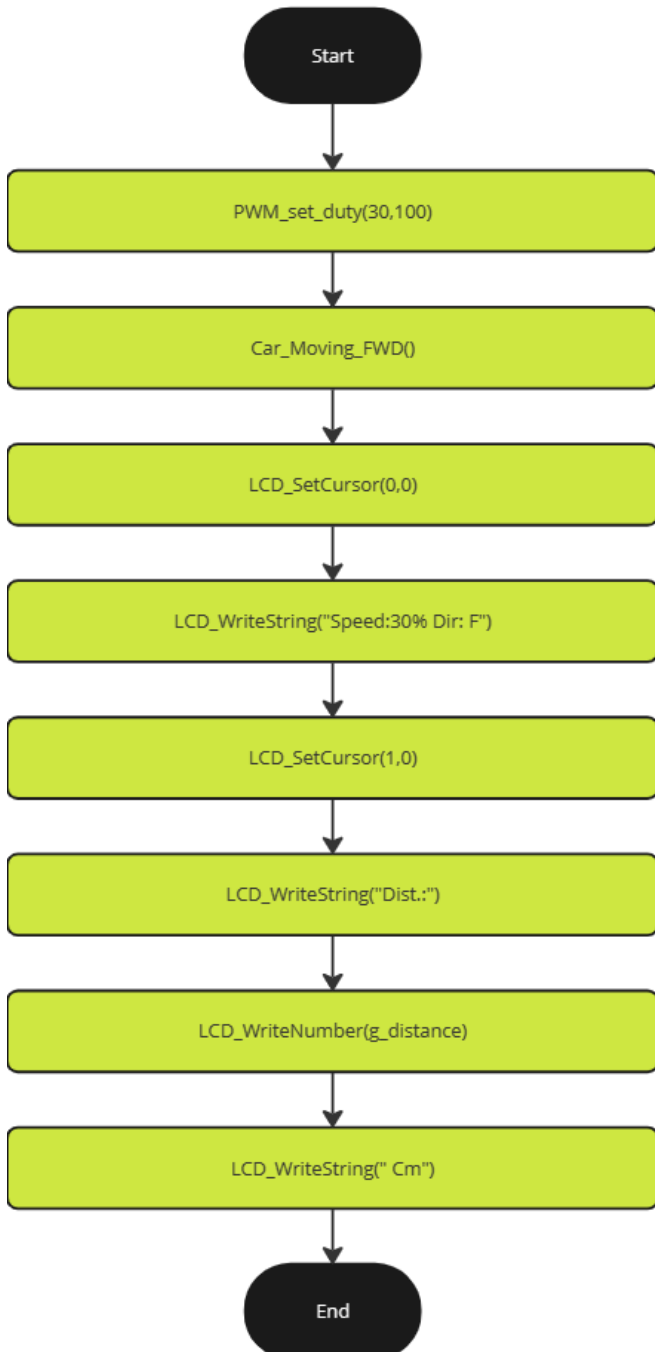 Start
PWM_set_duty(30,100)
Car_Moving_FWD()
LCD_SetCursor(0,0)
LCD_WriteString("Speed:30% Dir: F")
LCD_SetCursor(1,0)
LCD_WriteString("Dist.:")
LCD_WriteNumber(g_distance)
LCD_WriteString(" Cm")
End